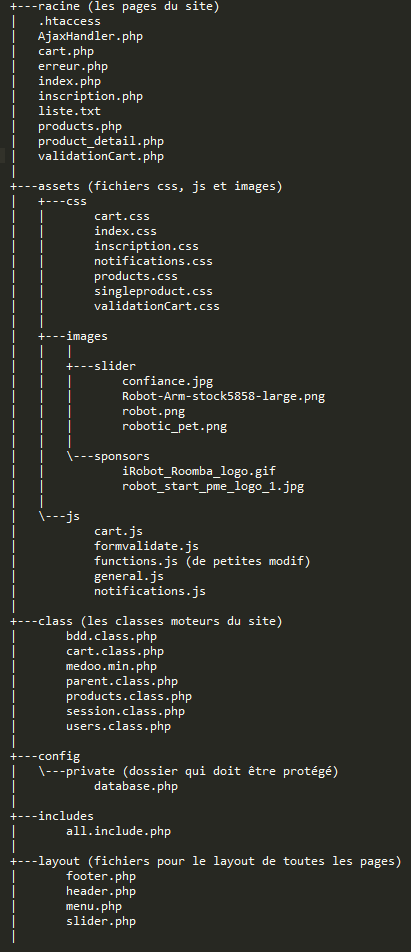 +---racine (les pages du site)
|   .htaccess
|   AjaxHandler.php
|   cart.php
|   erreur.php
|   index.php
|   inscription.php
|   liste.txt
|   products.php
|   product_detail.php
|   validationCart.php
|
+---assets (fichiers css, js et images)
|   +---css
|   |       cart.css
|   |       index.css
|   |       inscription.css
|   |       notifications.css
|   |       products.css
|   |       singleproduct.css
|   |       validationCart.css
|   |
|   +---images
|   |   |
|   |   +---slider
|   |   |       confiance.jpg
|   |   |       Robot-Arm-stock5858-large.png
|   |   |       robot.png
|   |   |       robotic_pet.png
|   |   |
|   |   \---sponsors
|   |           iRobot_Roomba_logo.gif
|   |           robot_start_pme_logo_1.jpg
|   |
|   \---js
|           cart.js
|           formvalidate.js
|           functions.js (de petites modif)
|           general.js
|           notifications.js
|
+---class (les classes moteurs du site)
|       bdd.class.php
|       cart.class.php
|       medoo.min.php
|       parent.class.php
|       products.class.php
|       session.class.php
|       users.class.php
|
+---config
|   \---private (dossier qui doit être protégé)
|           database.php
|
+---includes
|       all.include.php
|
+---layout (fichiers pour le layout de toutes les pages)
|       footer.php
|       header.php
|       menu.php
|       slider.php
|